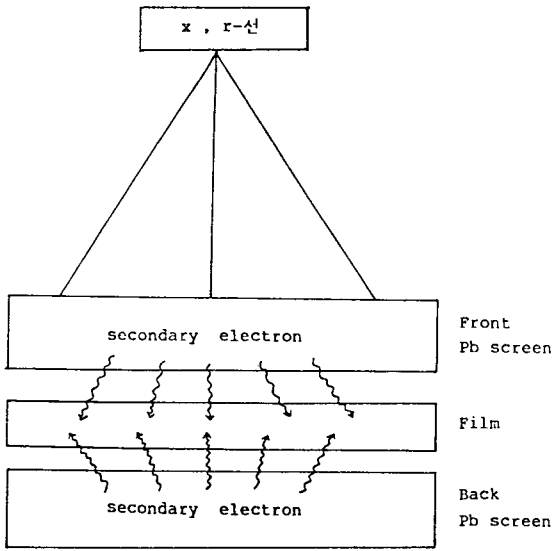 x , r-선
secondary electron
Front
Pb screen
Film
secondary electron
Back
Pb screen